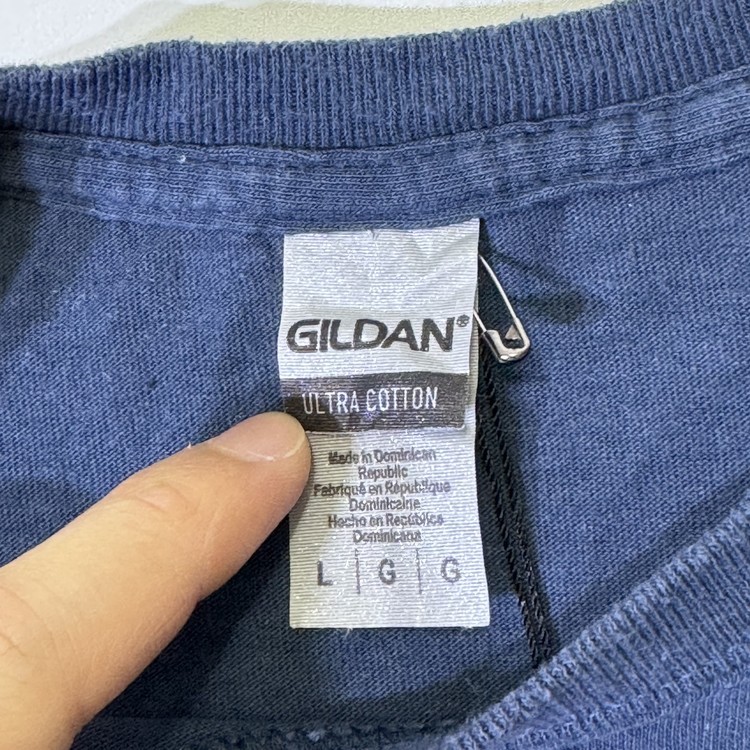 GILDAN®
ULTRA COTTON
Made in Dominican
Republic
Fabriqué en République
Dominicaine
Hecho en República
Dominicana
L | G | G